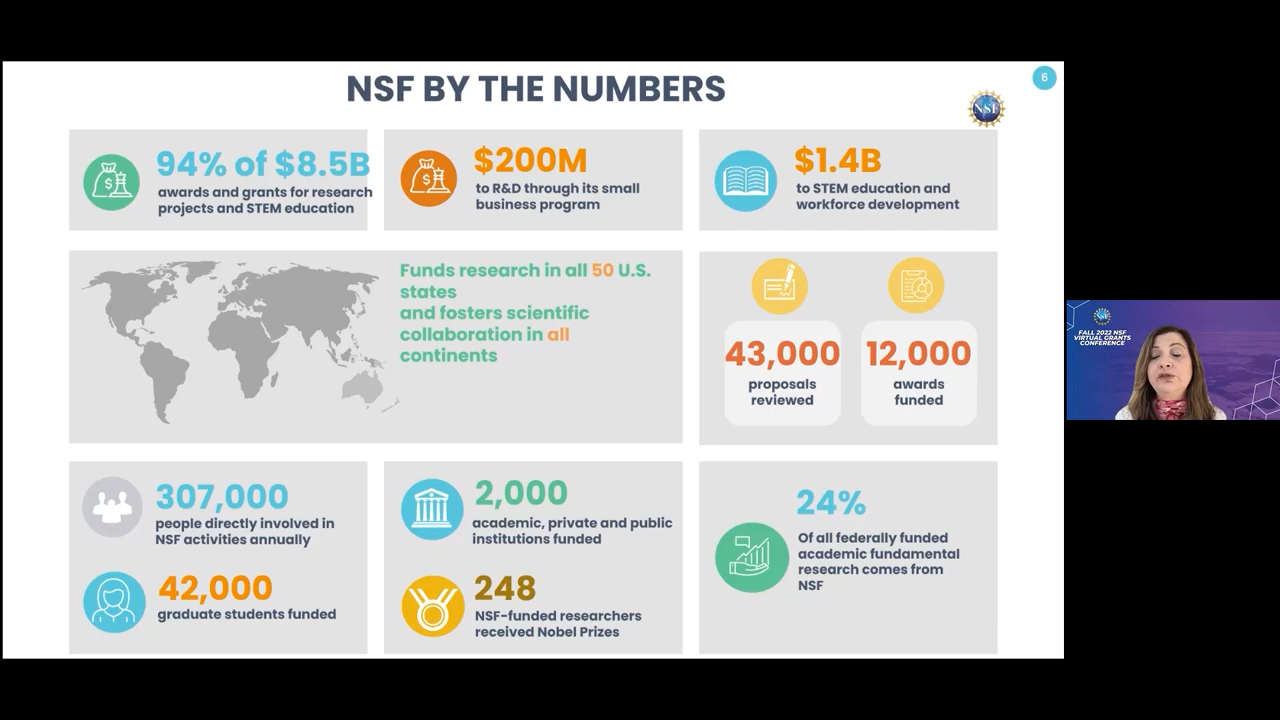 NSF BY THE NUMBERS
6
NSF
94% of $8.5B
awards and grants for research
projects and STEM education
$200M
to R&D through its small
business program
$1.4B
to STEM education and
workforce development
Funds research in all 50 U.S.
states
and fosters scientific
collaboration in all
continents
43,000
proposals
reviewed
12,000
awards
funded
307,000
people directly involved in
NSF activities annually
42,000
graduate students funded
2,000
academic, private and public
institutions funded
248
NSF-funded researchers
received Nobel Prizes
24%
Of all federally funded
academic fundamental
research comes from
NSF
FALL 2022 NSF
VIRTUAL GRANTS
CONFERENCE